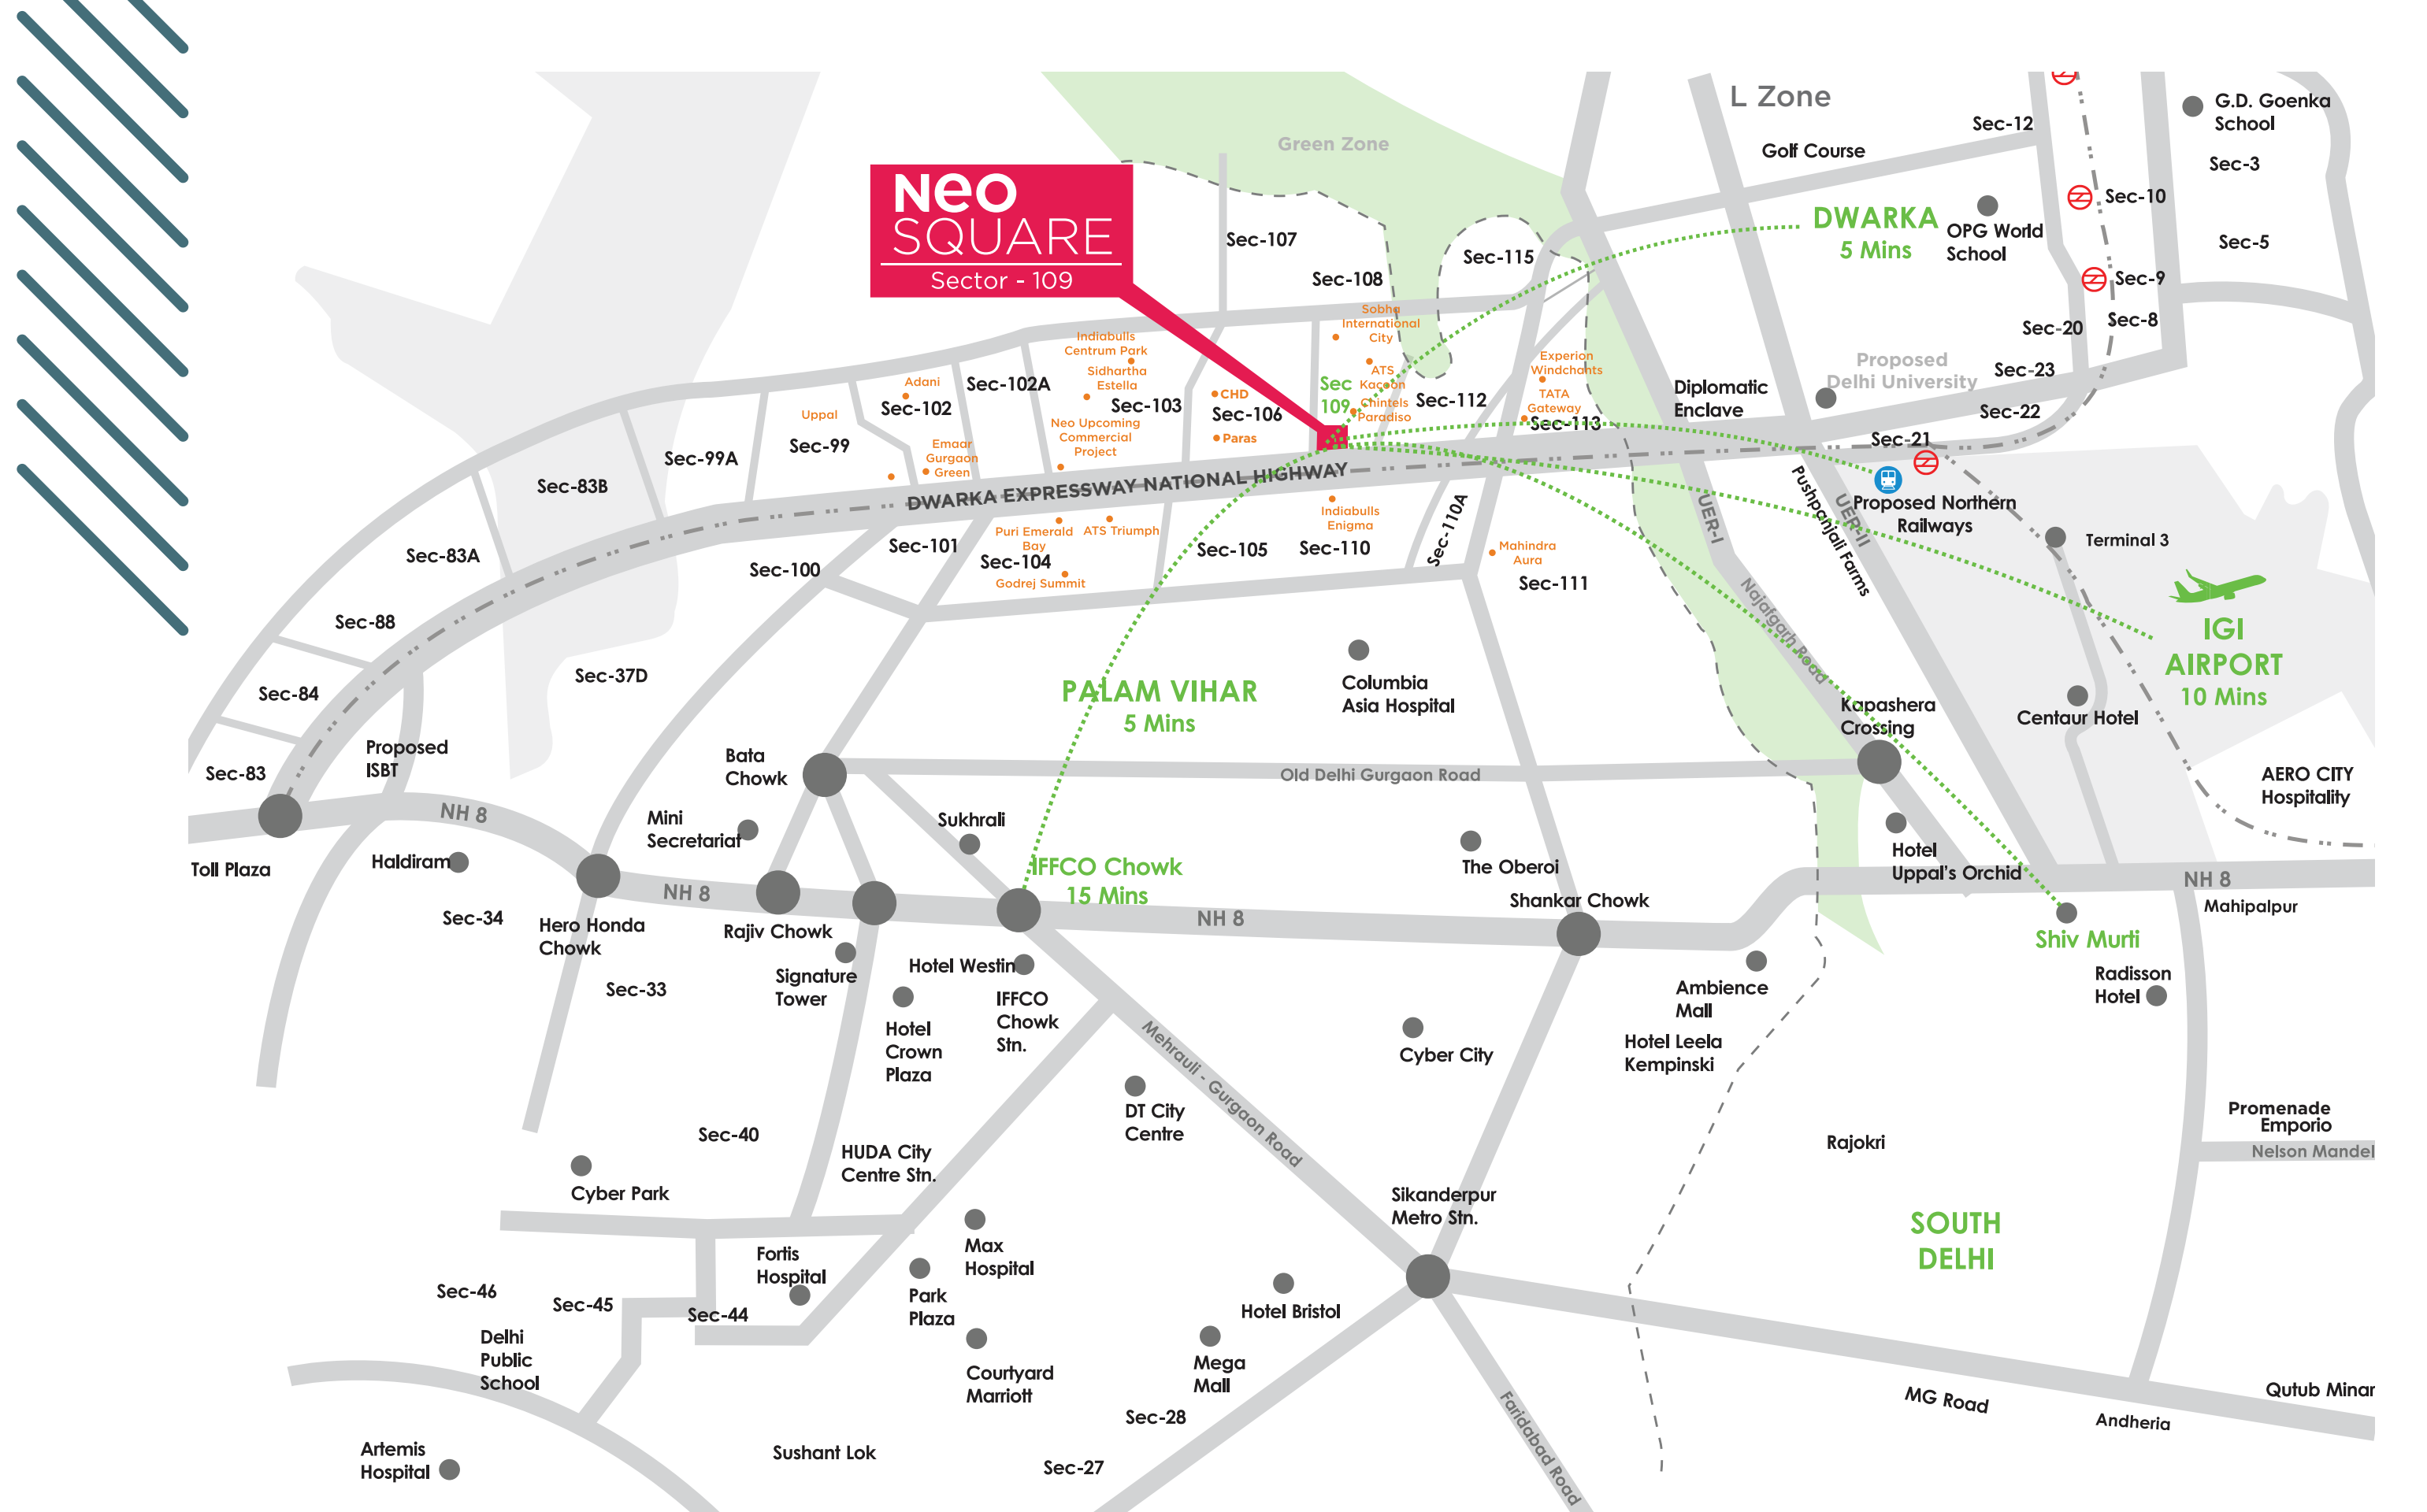 L Zone
G.D. Goenka
School
Sec-12
Golf Course
Green Zone
Sec-3
Neo
SQUARE
Sector - 109
Sec-10
DWARKA
5 Mins
OPG World
School
Sec-107
Sec-5
Sec-115
Sec-108
Sec-9
Sobha
International
City
Sec-20
Sec-8
Indiabulls
Centrum Park
Experion
Windchants
Proposed
Delhi University
Sec-23
Sidhartha
Estella
Sec
109
ATS
Kacoon
Adani
Sec-102A
Diplomatic
Enclave
TATA
Gateway
CHD
Sec-102
Sec-103
Sec-106
Chintels
Paradiso
Sec-112
Sec-22
Uppal
Neo Upcoming
Commercial
Project
Sec-113
Sec-99
Emaar
Gurgaon
Green
Paras
Sec-21
Sec-99A
DWARKA EXPRESSWAY NATIONAL HIGHWAY
Sec-83B
Pushpanjali Farms
UER-I
UER-II
Proposed Northern
Railways
Indiabulls
Enigma
Puri Emerald
Bay
ATS Triumph
Sec-110A
Terminal 3
Sec-83A
Sec-101
Sec-104
Sec-105
Sec-110
Mahindra
Aura
Sec-100
Godrej Summit
Sec-111
Najafgarh Road
Sec-88
IGI
AIRPORT
10 Mins
Sec-37D
Sec-84
PALAM VIHAR
5 Mins
Columbia
Asia Hospital
Kapashera
Crossing
Centaur Hotel
Proposed
ISBT
Bata
Chowk
Sec-83
Old Delhi Gurgaon Road
AERO CITY
Hospitality
NH 8
Mini
Secretariat
Sukhrali
Toll Plaza
Haldiram
IFFCO Chowk
15 Mins
The Oberoi
Hotel
Uppal's Orchid
NH 8
NH 8
Shankar Chowk
Mahipalpur
Sec-34
NH 8
Hero Honda
Chowk
Rajiv Chowk
Shiv Murti
Signature
Tower
Hotel Westin
Radisson
Hotel
Sec-33
IFFCO
Chowk
Stn.
Ambience
Mall
Hotel
Crown
Plaza
Hotel Leela
Kempinski
Cyber City
Mehrauli - Gurgaon Road
DT City
Centre
Promenade
Emporio
Sec-40
Rajokri
HUDA City
Centre Stn.
Nelson Mandel
Cyber Park
Sikanderpur
Metro Stn.
SOUTH
DELHI
Max
Hospital
Fortis
Hospital
Park
Plaza
Sec-46
Sec-45
Sec-44
Hotel Bristol
Delhi
Public
School
Courtyard
Marriott
Mega
Mall
MG Road
Qutub Minar
Sec-28
Andheria
Faridabad Road
Artemis
Hospital
Sushant Lok
Sec-27